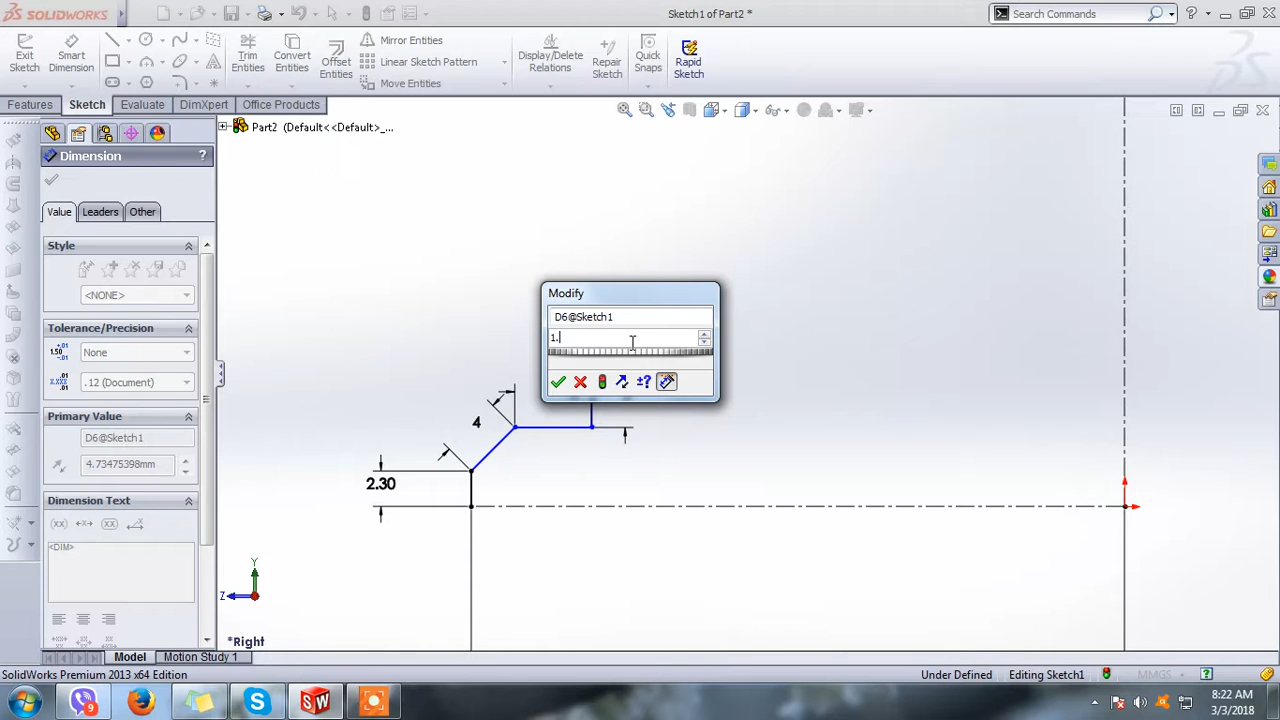 SOLIDWORKS
Sketch1 of Part2 *
Search Commands
Exit Sketch
Smart Dimension
Trim Entities
Convert Entities
Offset Entities
Mirror Entities
Linear Sketch Pattern
Move Entities
Display/Delete Relations
Repair Sketch
Quick Snaps
Rapid Sketch
Features
Sketch
Evaluate
DimXpert
Office Products
Part2 (Default<<Default>_...
Dimension
?
Value
Leaders
Other
Style
<NONE>
Tolerance/Precision
None
.12 (Document)
Primary Value
D6@Sketch1
4.73475398mm
Dimension Text
<DIM>
Modify
D6@Sketch1
1.
4
2.30
Y
Z
*Right
Model
Motion Study 1
SolidWorks Premium 2013 x64 Edition
Under Defined
Editing Sketch1
MMGS
8:22 AM
3/3/2018